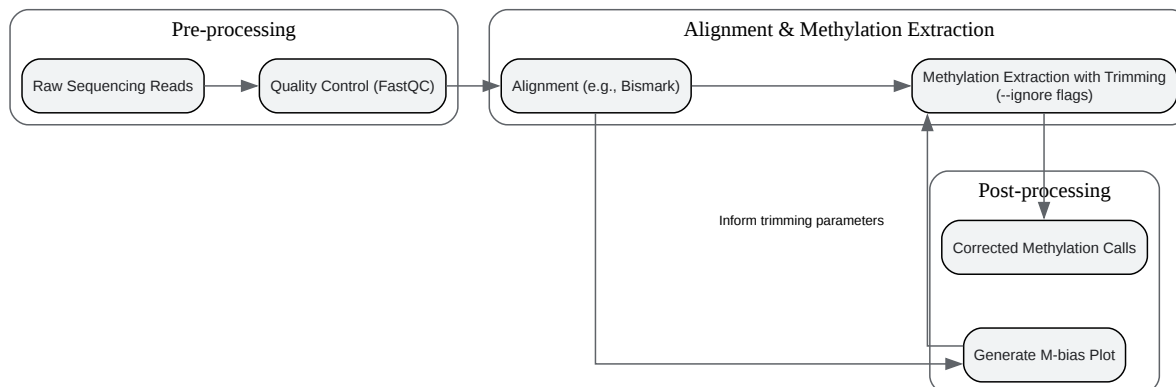 Pre-processing
Raw Sequencing Reads
Quality Control (FastQC)
Alignment & Methylation Extraction
Alignment (e.g., Bismark)
Methylation Extraction with Trimming
(--ignore flags)
Inform trimming parameters
Post-processing
Corrected Methylation Calls
Generate M-bias Plot